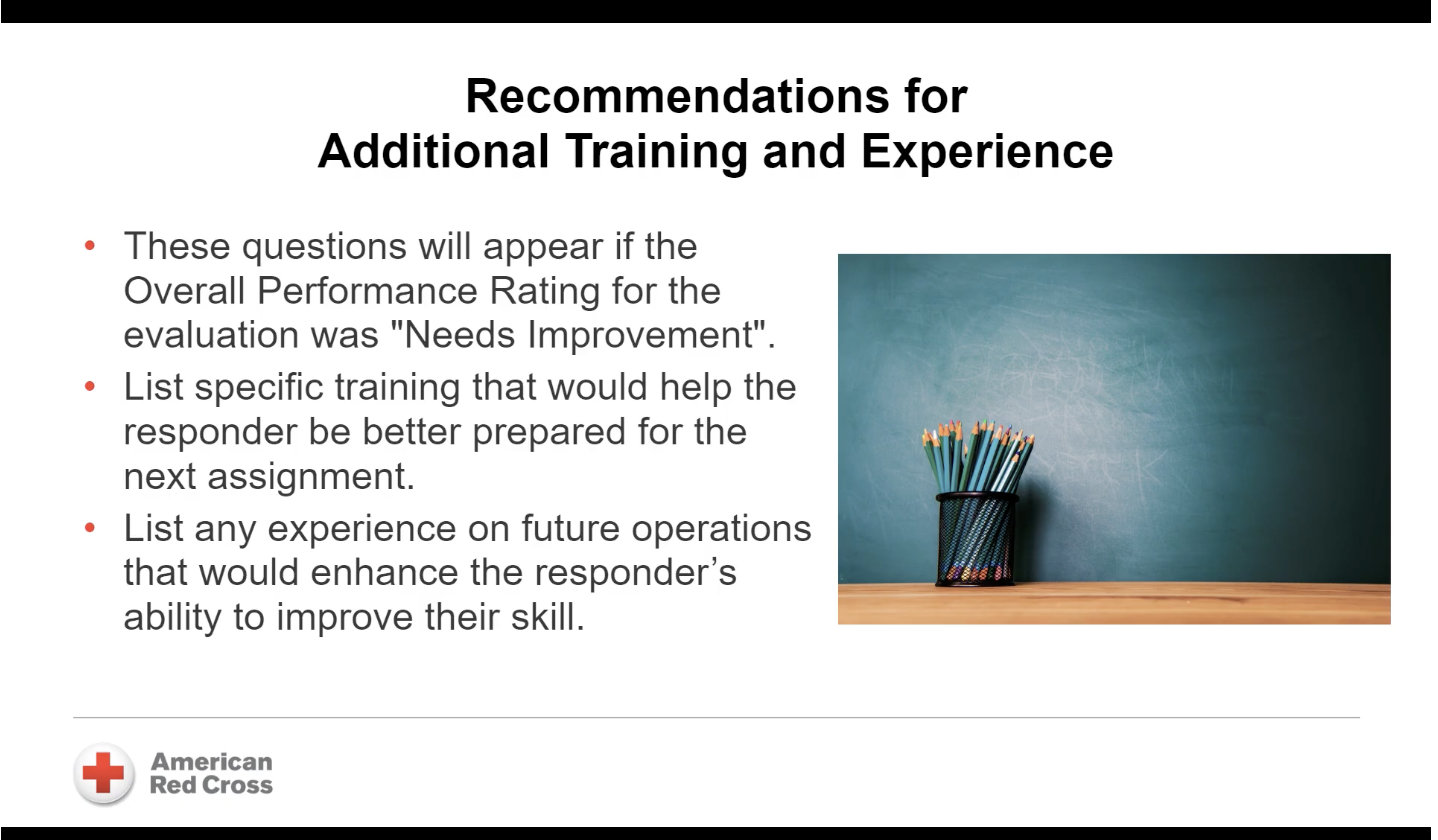 Recommendations for
Additional Training and Experience
• These questions will appear if the
Overall Performance Rating for the
evaluation was "Needs Improvement".
• List specific training that would help the
responder be better prepared for the
next assignment.
• List any experience on future operations
that would enhance the responder’s
ability to improve their skill.
American
Red Cross